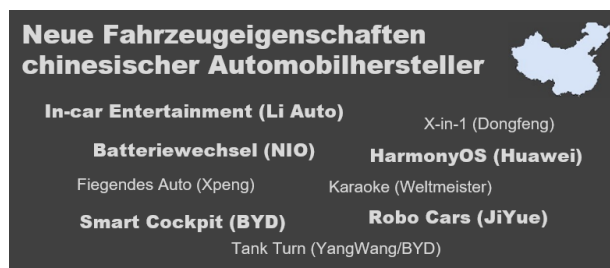 Neue Fahrzeugeigenschaften
chinesischer Automobilhersteller
In-car Entertainment (Li Auto)
X-in-1 (Dongfeng)
Batteriewechsel (NIO)
HarmonyOS (Huawei)
Fiegendes Auto (Xpeng)
Karaoke (Weltmeister)
Smart Cockpit (BYD)
Robo Cars (JiYue)
Tank Turn (YangWang/BYD)